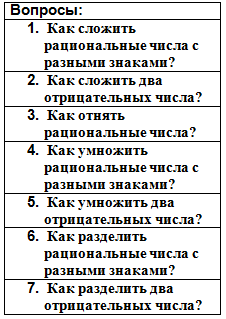 Вопросы:
1. Как сложить
рациональные числа с
разными знаками?
2. Как сложить два
отрицательных числа?
3. Как отнять
рациональные числа?
4. Как умножить
рациональные числа с
разными знаками?
5. Как умножить два
отрицательных числа?
6. Как разделить
рациональные числа с
разными знаками?
7. Как разделить два
отрицательных числа?